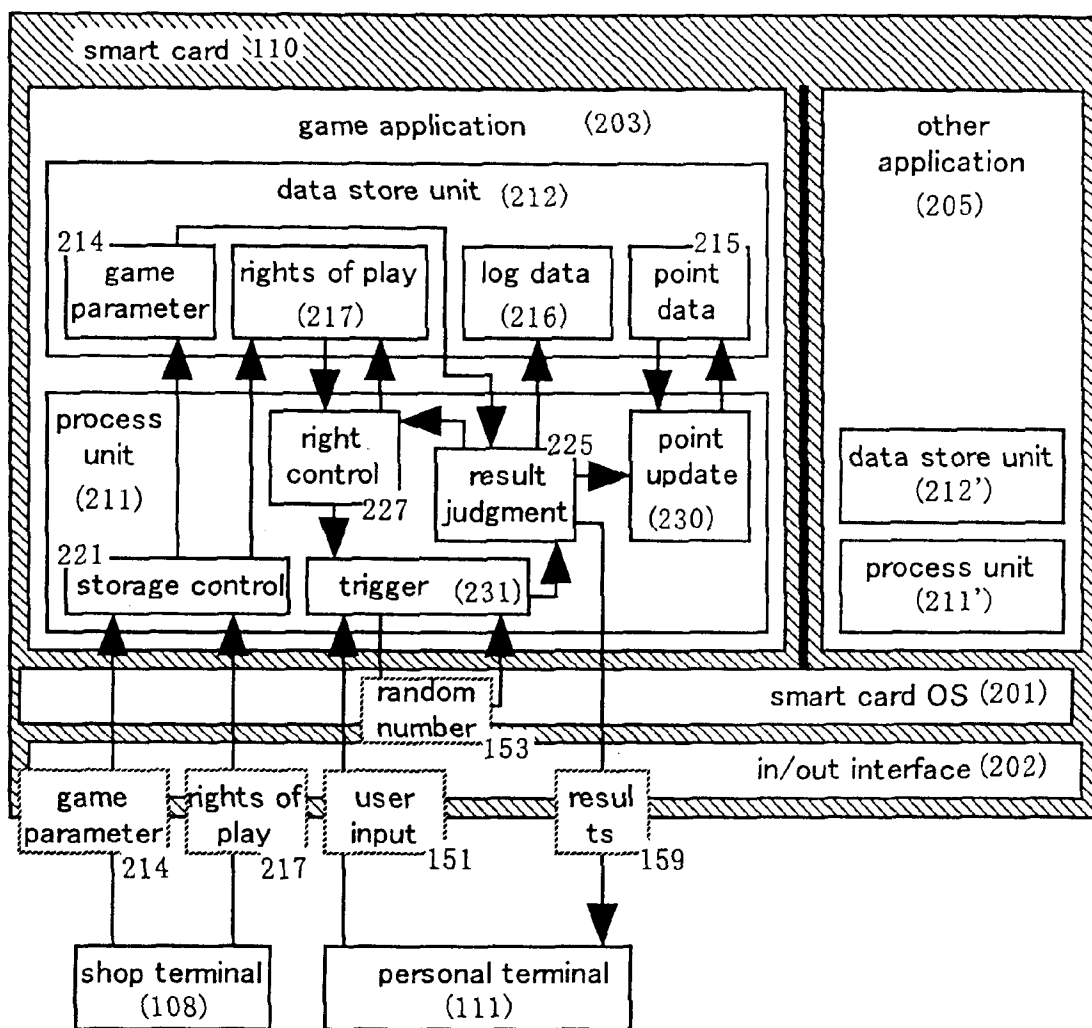 smart card 110
game application (203)
other
application
(205)
data store unit (212)
214
game
parameter
rights of play
(217)
log data
(216)
215
point
data
process
unit
(211)
right
control
227
225
result
judgment
point
update
(230)
data store unit
(212')
process unit
(211')
221
storage control
trigger (231)
smart card OS (201)
random
number
153
in/out interface (202)
game
parameter
214
rights of
play
217
user
input
151
resul
ts
159
shop terminal
(108)
personal terminal
(111)